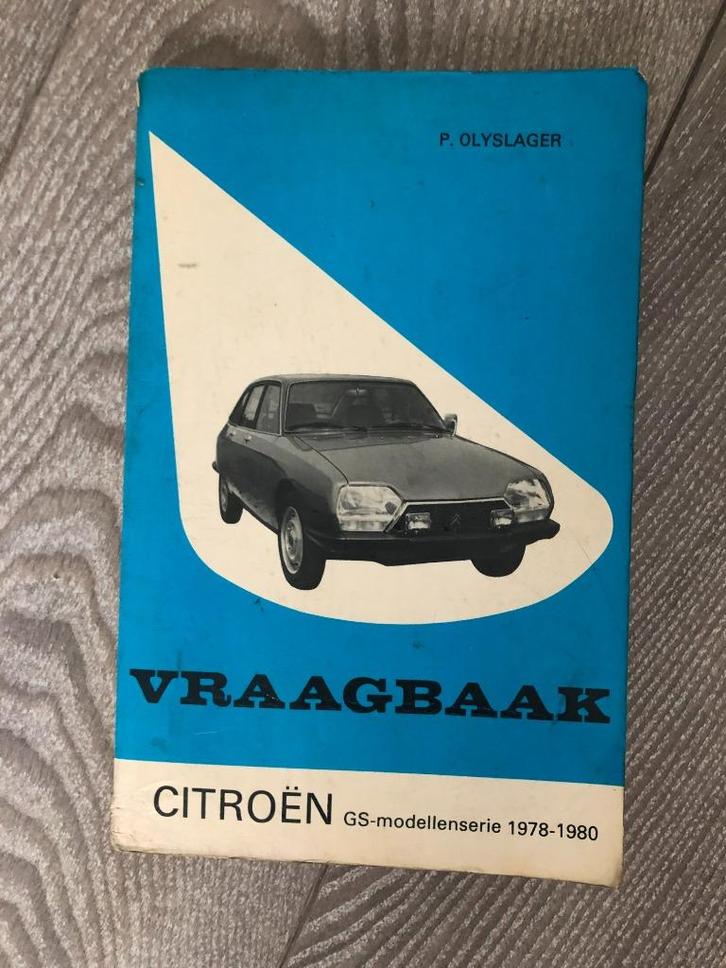 P. OLYSLAGER
VRAAGBAAK
CITROËN GS-modellenserie 1978-1980